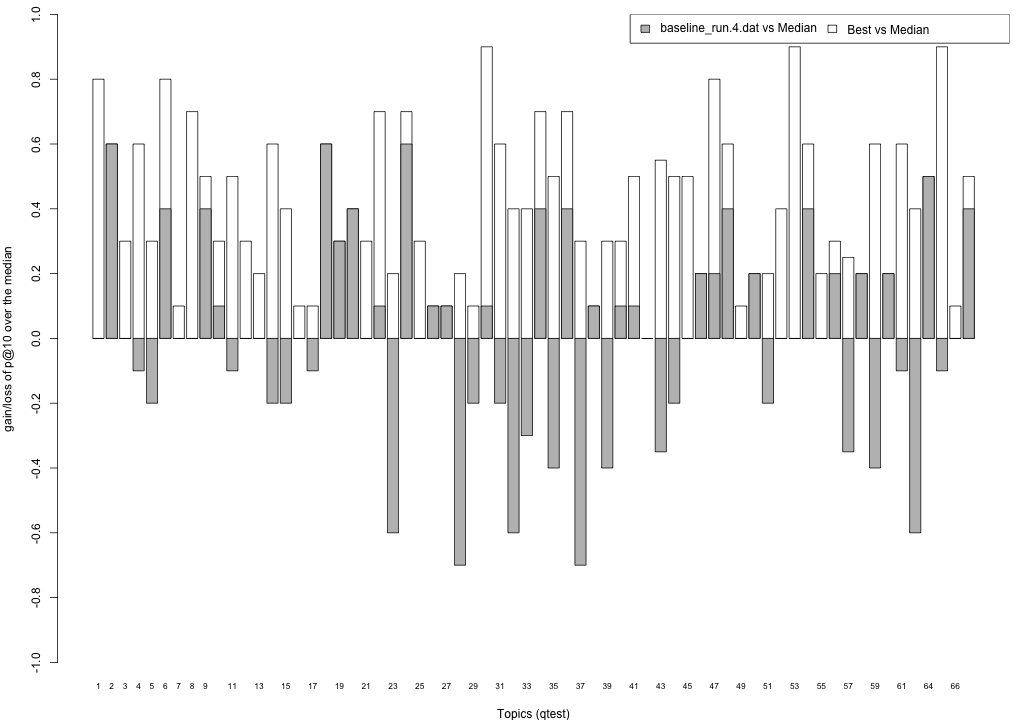 baseline_run.4.dat vs Median Best vs Median
gain/loss of p@10 over the median
1.0
0.8
0.6
0.4
0.2
0.0
-0.2
-0.4
-0.6
-0.8
-1.0
1 2 3 4 5 6 7 8 9 11 13 15 17 19 21 23 25 27 29 31 33 35 37 39 41 43 45 47 49 51 53 55 57 59 61 64 66
Topics (qtest)